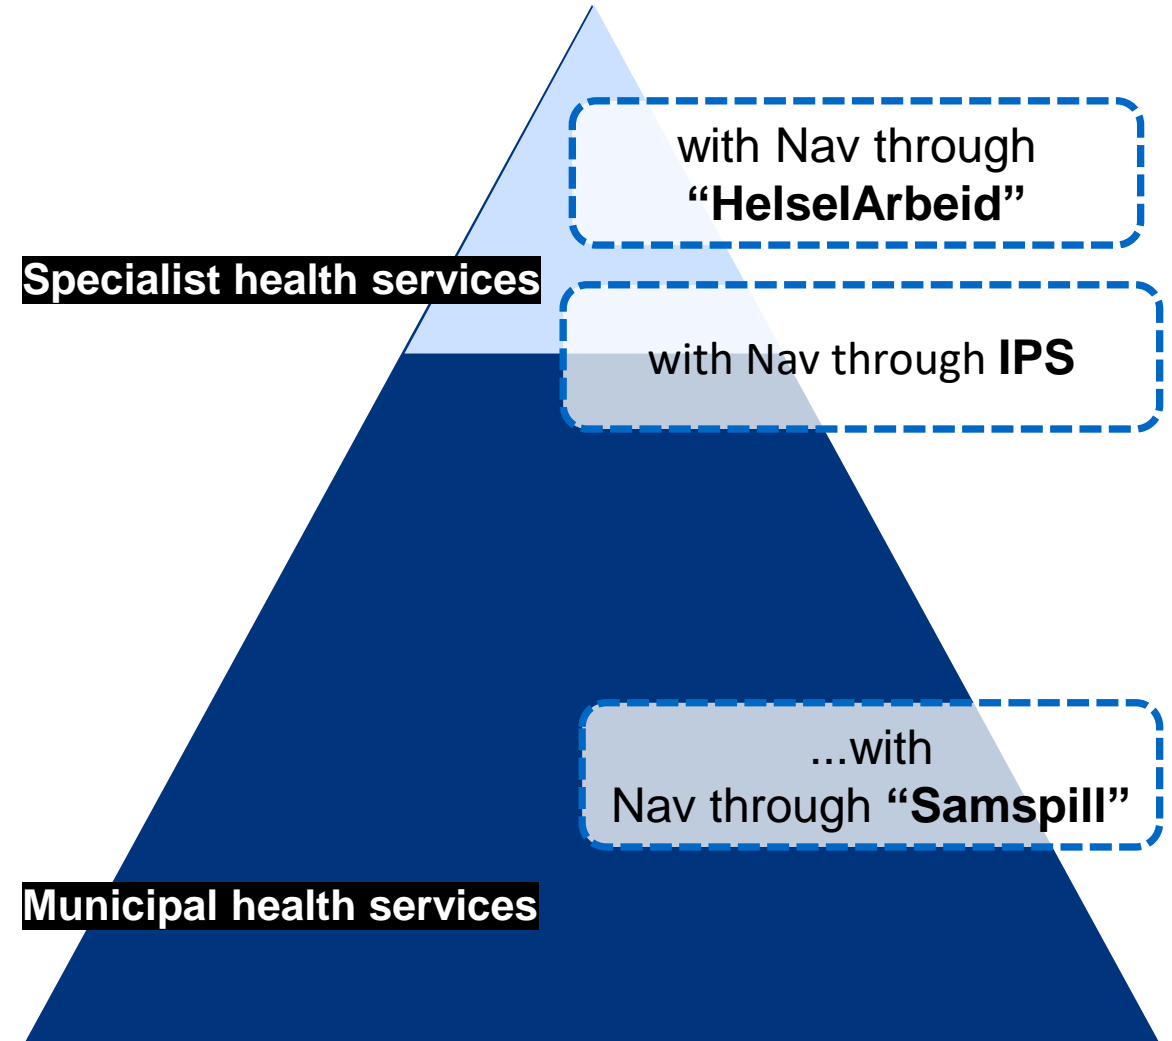 with Nav through
“HelseIArbeid”
Specialist health services
with Nav through IPS
...with
Nav through “Samspill”
Municipal health services